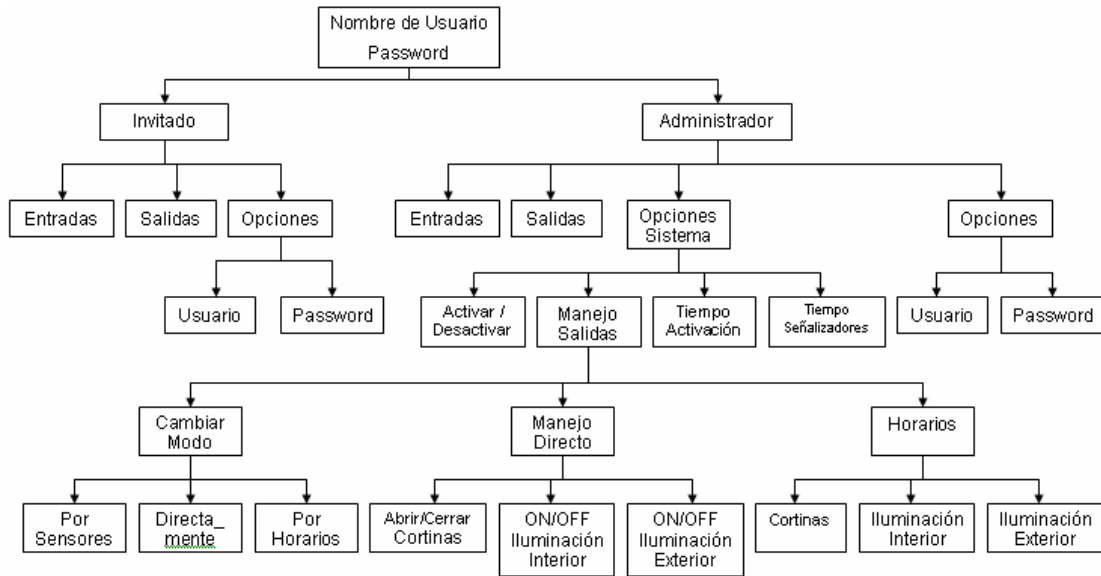 Nombre de Usuario
Password
Invitado
Administrador
Entradas
Salidas
Opciones
Entradas
Salidas
Opciones
Sistema
Opciones
Usuario
Password
Activar /
Desactivar
Manejo
Salidas
Tiempo
Activación
Tiempo
Señalizadores
Usuario
Password
Cambiar
Modo
Manejo
Directo
Horarios
Por
Sensores
Directa_
mente
Por
Horarios
Abrir/Cerrar
Cortinas
ON/OFF
Iluminación
Interior
ON/OFF
Iluminación
Exterior
Cortinas
Iluminación
Interior
Iluminación
Exterior